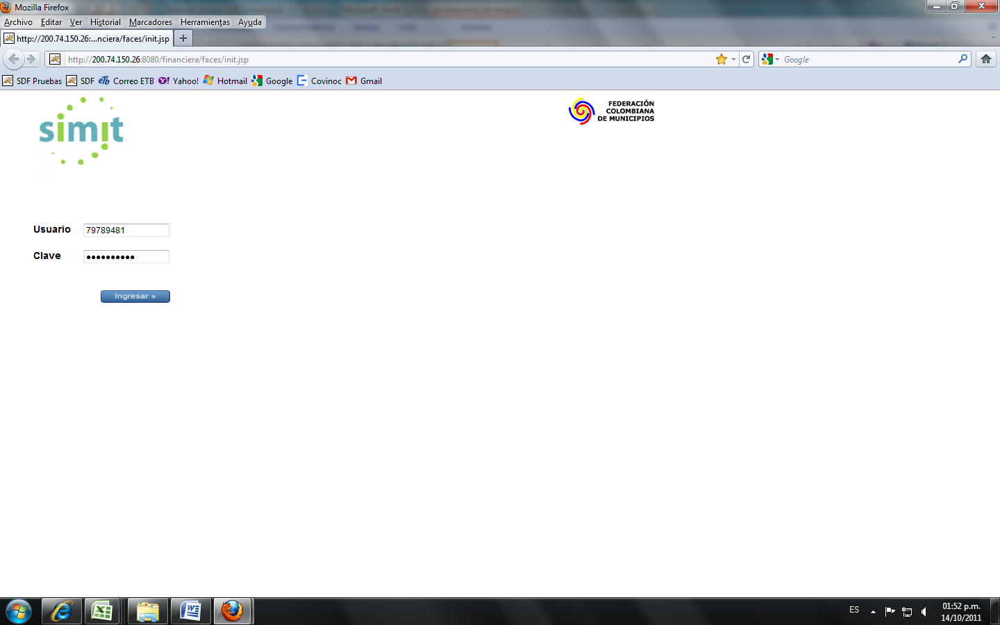 Mozilla Firefox
Archivo Editar Ver Historial Marcadores Herramientas Ayuda
http://200.74.150.26:...nciera/faces/init.jsp
http://200.74.150.26:8080/financiera/faces/init.jsp
Google
SDF Pruebas SDF Correo ETB Yahoo! Hotmail Google Covinoc Gmail
simit
FEDERACIÓN
COLOMBIANA
DE MUNICIPIOS
Usuario 79789481
Clave ••••••••••
Ingresar »
ES
01:52 p.m.
14/10/2011